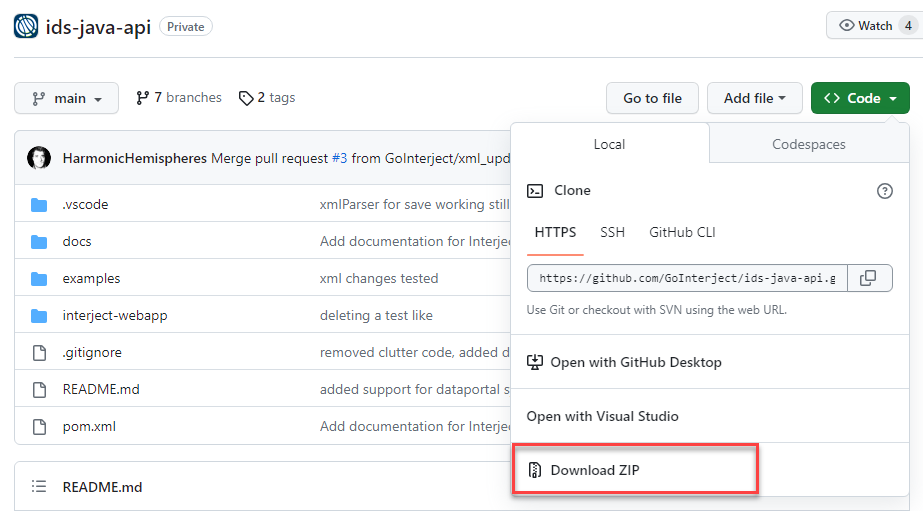 ids-java-api Private
Watch 4
main 7 branches 2 tags Go to file Add file Code
HarmonicHemispheres Merge pull request #3 from GoInterject/xml_upd
.vscode xmlParser for save working still
docs Add documentation for Interje
examples xml changes tested
interject-webapp deleting a test like
.gitignore removed clutter code, added d
README.md added support for dataportal s
pom.xml Add documentation for Interje
README.md
Local Codespaces
Clone
HTTPS SSH GitHub CLI
https://github.com/GoInterject/ids-java-api.g
Use Git or checkout with SVN using the web URL.
Open with GitHub Desktop
Open with Visual Studio
Download ZIP